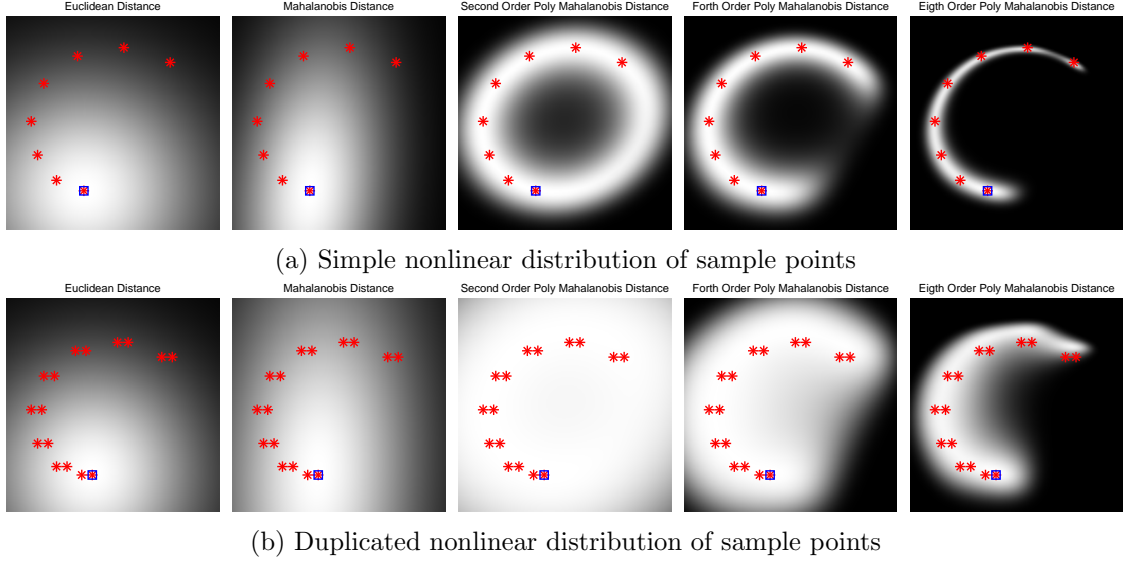 Euclidean Distance
Mahalanobis Distance
Second Order Poly Mahalanobis Distance
Forth Order Poly Mahalanobis Distance
Eigth Order Poly Mahalanobis Distance
(a) Simple nonlinear distribution of sample points
Euclidean Distance
Mahalanobis Distance
Second Order Poly Mahalanobis Distance
Forth Order Poly Mahalanobis Distance
Eigth Order Poly Mahalanobis Distance
(b) Duplicated nonlinear distribution of sample points